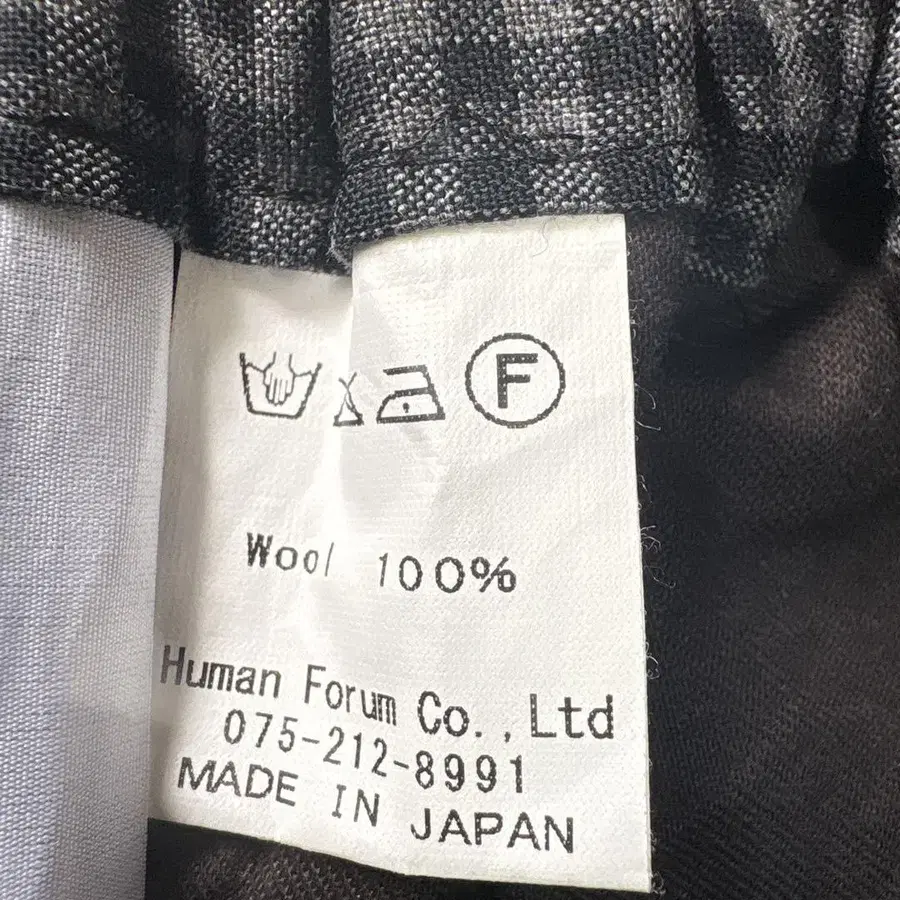 F
Wool 100%
Human Forum Co., Ltd
075-212-8991
MADE IN JAPAN